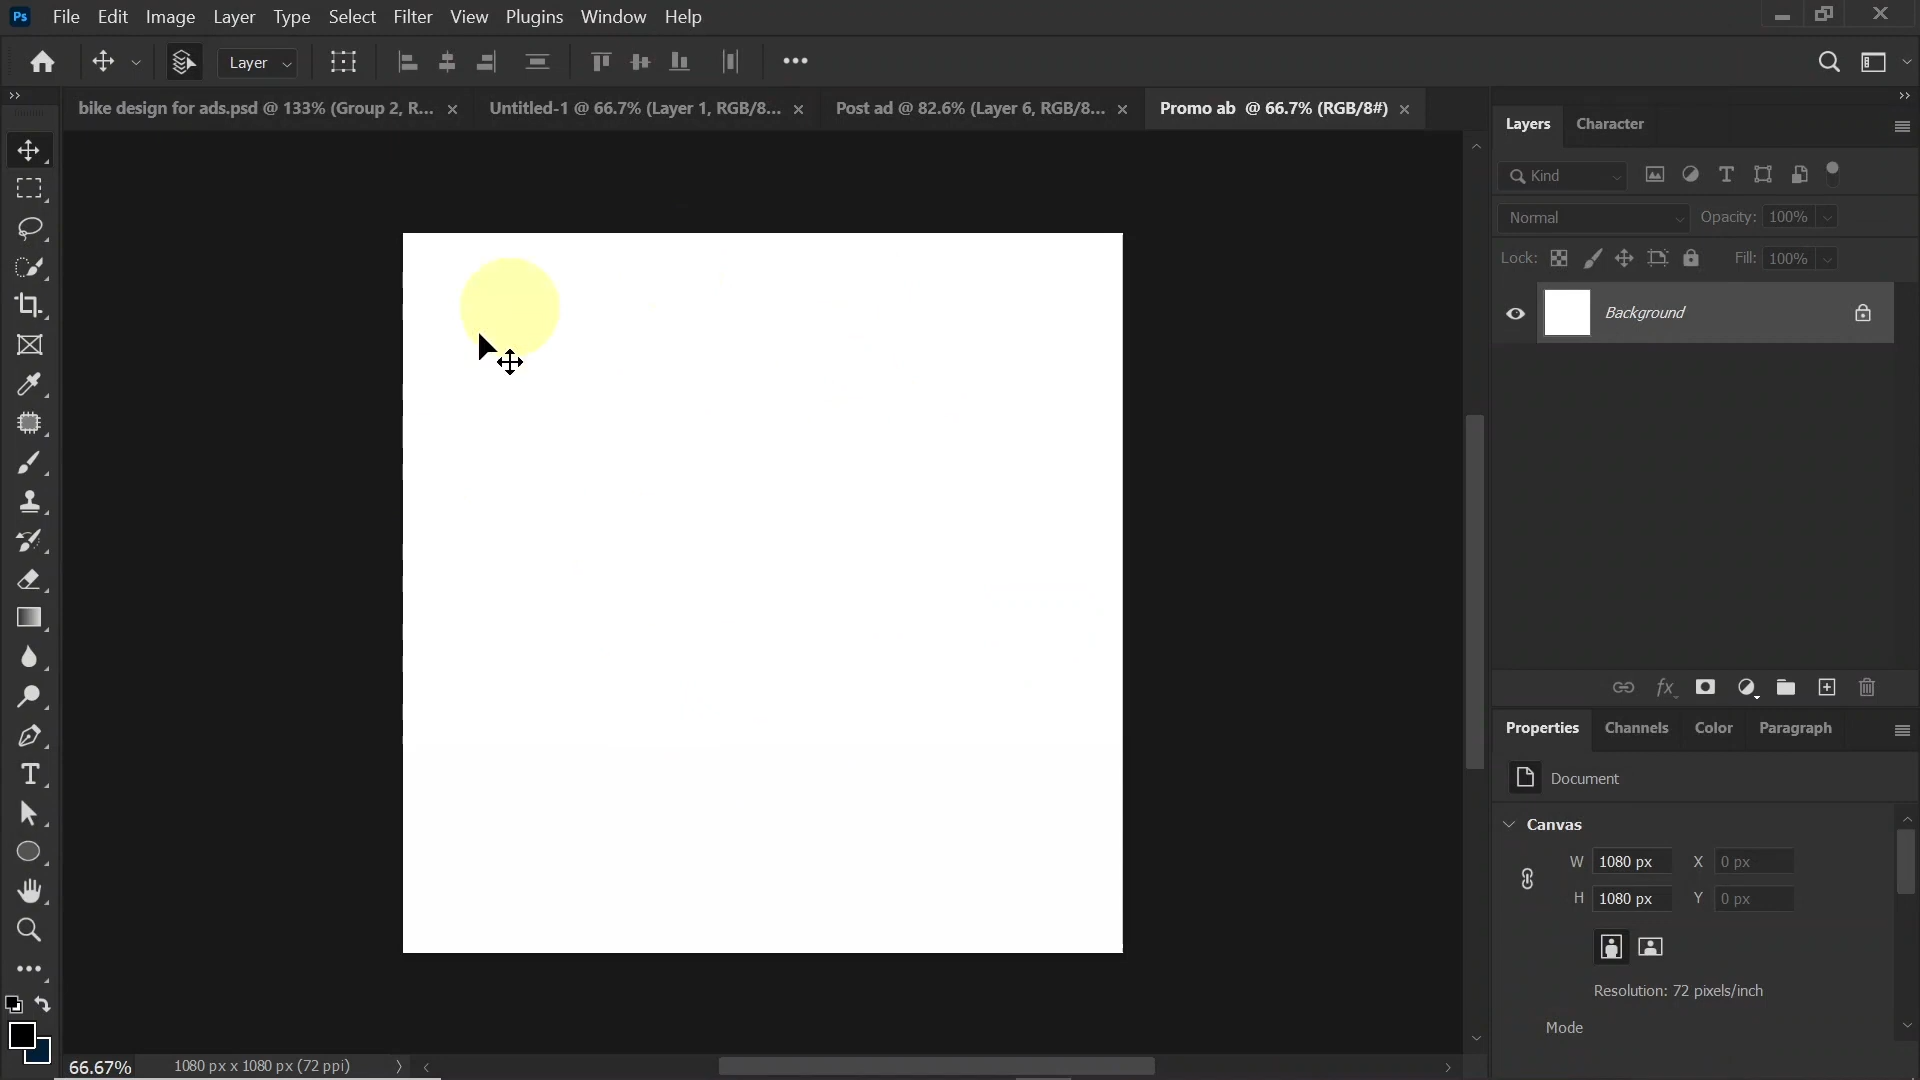 Ps File Edit Image Layer Select Filter View Plugins Window Help
Layer
bike design for ads.psd @ 133% (Group 2, R... Untitled-1 @ 66.7% (Layer 1, RGB/8... Post ad @ 82.6% (Layer 6, RGB/8... Promo ab @ 66.7% (RGB/8#)
Layers Character
Kind
Normal Opacity: 100%
Lock: Fill: 100%
Background
fx
Properties Channels Color Paragraph
Document
Canvas
W 1080 px X 0 px
H 1080 px Y 0 px
Resolution: 72 pixels/inch
Mode
66.67% 1080 px x 1080 px (72 ppi)